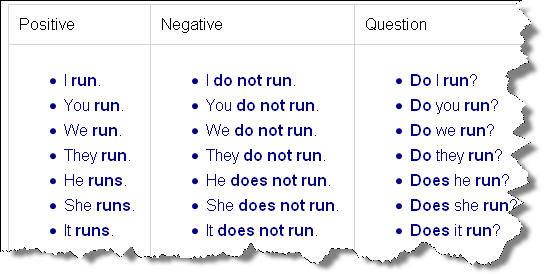 Positive Negative Question
I run. I do not run. Do I run?
You run. You do not run. Do you run?
We run. We do not run. Do we run?
They run. They do not run. Do they run?
He runs. He does not run. Does he run?
She runs. She does not run. Does she run?
It runs. It does not run. Does it run?